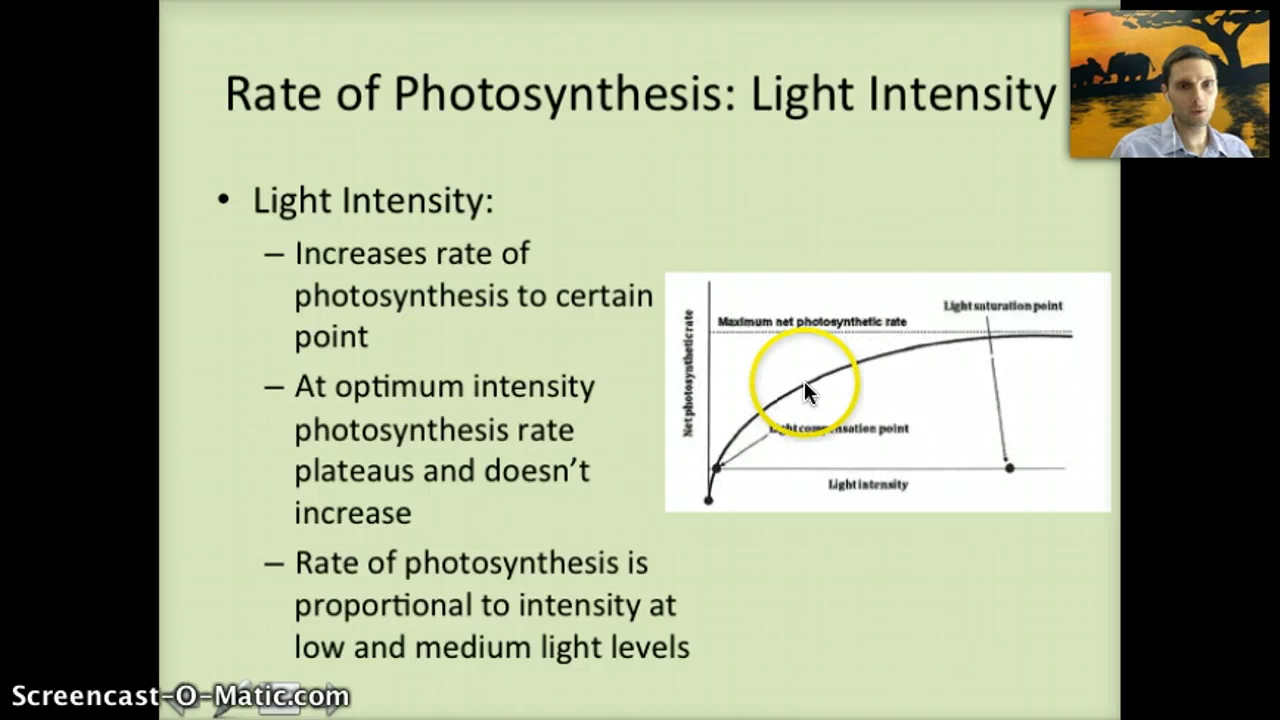 Rate of Photosynthesis: Light Intensity
• Light Intensity:
– Increases rate of
photosynthesis to certain
point
– At optimum intensity
photosynthesis rate
plateaus and doesn’t
increase
– Rate of photosynthesis is
proportional to intensity at
low and medium light levels
Light saturation point
Maximum net photosynthetic rate
Net photosynthetic rate
Light compensation point
Light intensity
Screencast-O-Matic.com